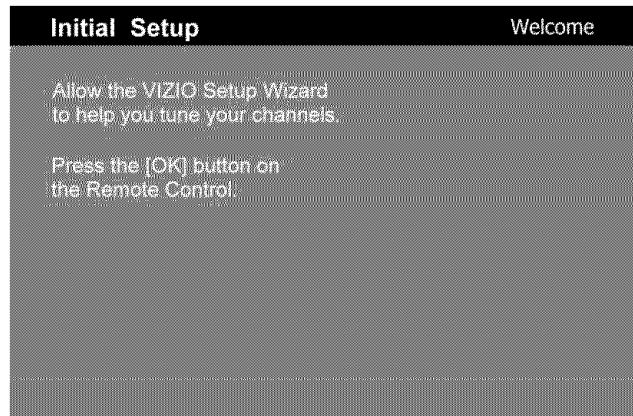 Initial Setup
Welcome
Allow the VIZIO Setup Wizard
to help you tune your channels.
Press the [OK] button on
the Remote Control.